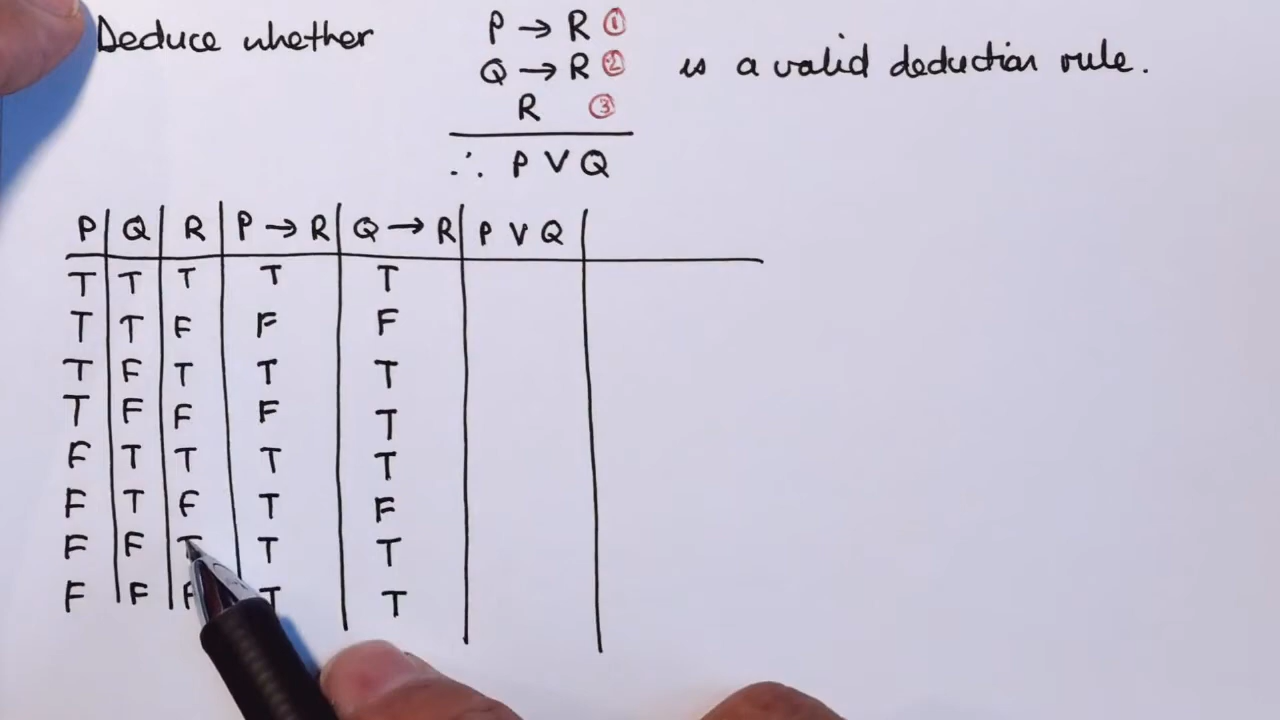 Deduce whether P → R ① is a valid deduction rule.
Q → R ②
R ③
∴ P ∨ Q
P Q R P → R Q → R P ∨ Q
T T T T T
T T F F F
T F T T T
T F F F T
F T T T T
F T F T F
F F T T T
F F F T T